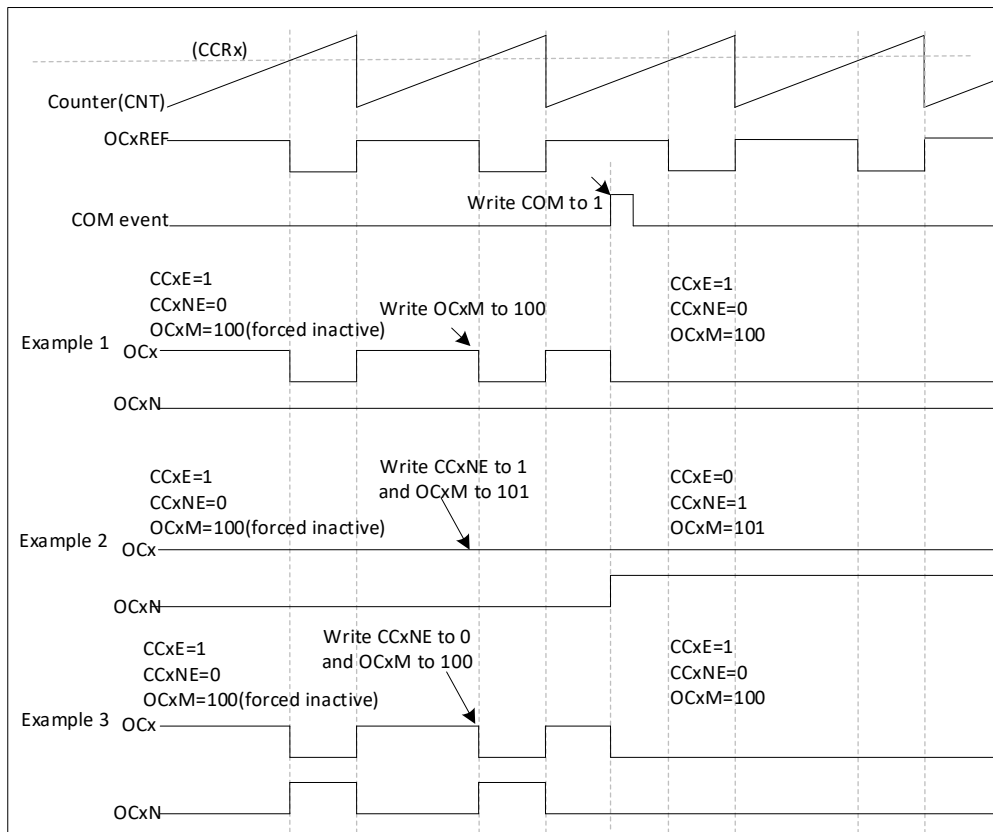 (CCRx)
Counter(CNT)
OCxREF
Write COM to 1
COM event
CCxE=1
CCxNE=0
OCxM=100(forced inactive)
Write OCxM to 100
CCxE=1
CCxNE=0
OCxM=100
Example 1
OCx
OCxN
CCxE=1
CCxNE=0
OCxM=100(forced inactive)
Write CCxNE to 1
and OCxM to 101
CCxE=0
CCxNE=1
OCxM=101
Example 2
OCx
OCxN
CCxE=1
CCxNE=0
OCxM=100(forced inactive)
Write CCxNE to 0
and OCxM to 100
CCxE=1
CCxNE=0
OCxM=100
Example 3
OCx
OCxN